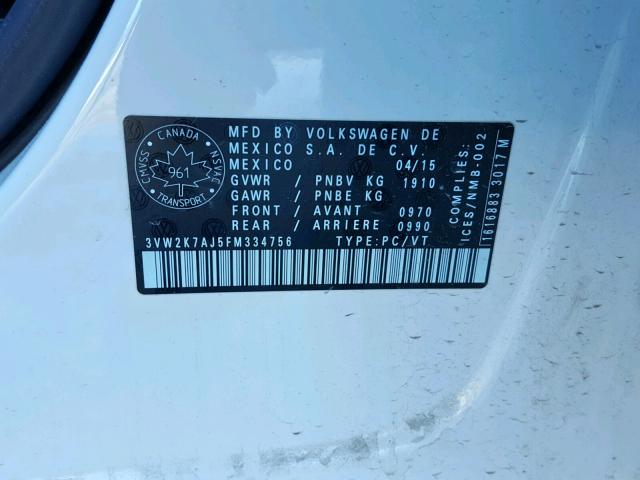 CANADA
CMVSS
961
NSVAC
TRANSPORT
MFD BY VOLKSWAGEN DE
MEXICO S.A. DE C.V.
MEXICO 04/15
GVWR / PNBV KG 1910
GAWR / PNBE KG
FRONT / AVANT 0970
REAR / ARRIERE 0990
3VW2K7AJ5FM334756 TYPE:PC/VT
COMPLIES:
ICES/NMB-002
1616883 3017M